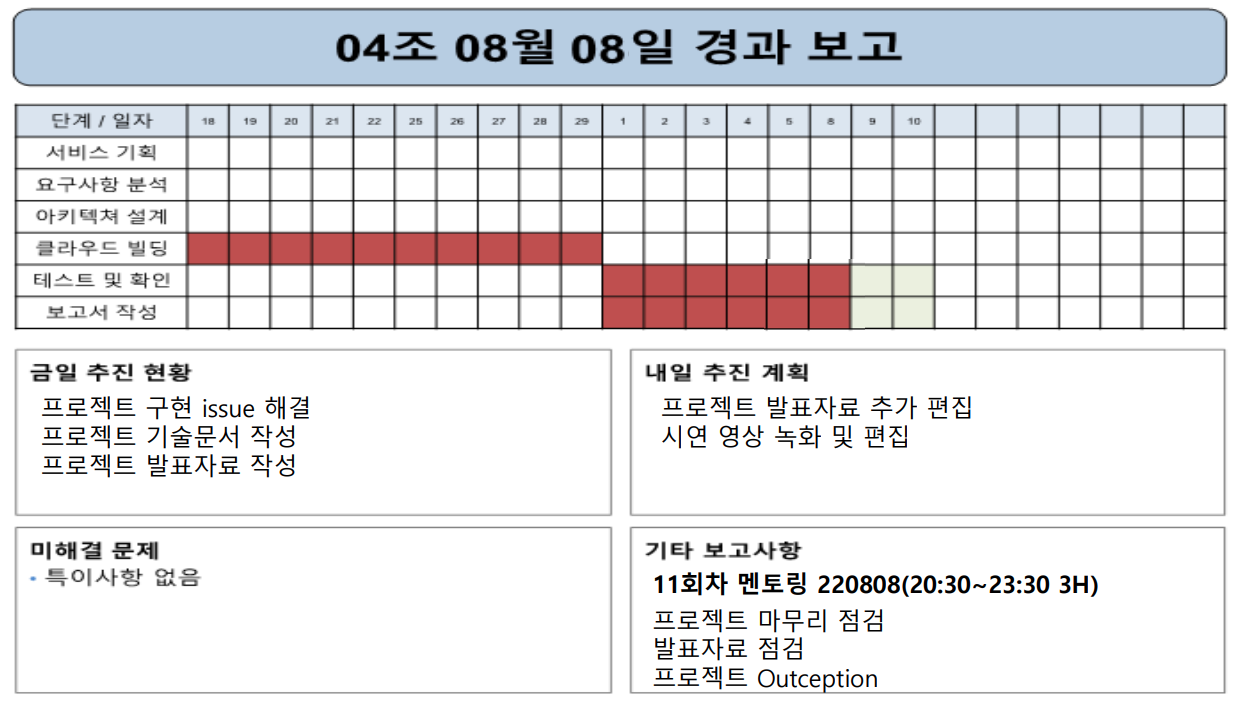 04조 08월 08일 경과 보고
단계 / 일자 18 19 20 21 22 25 26 27 28 29 1 2 3 4 5 8 9 10
서비스 기획
요구사항 분석
아키텍쳐 설계
클라우드 빌딩
테스트 및 확인
보고서 작성
금일 추진 현황
프로젝트 구현 issue 해결
프로젝트 기술문서 작성
프로젝트 발표자료 작성
내일 추진 계획
프로젝트 발표자료 추가 편집
시연 영상 녹화 및 편집
미해결 문제
• 특이사항 없음
기타 보고사항
11회차 멘토링 220808(20:30~23:30 3H)
프로젝트 마무리 점검
발표자료 점검
프로젝트 Outception